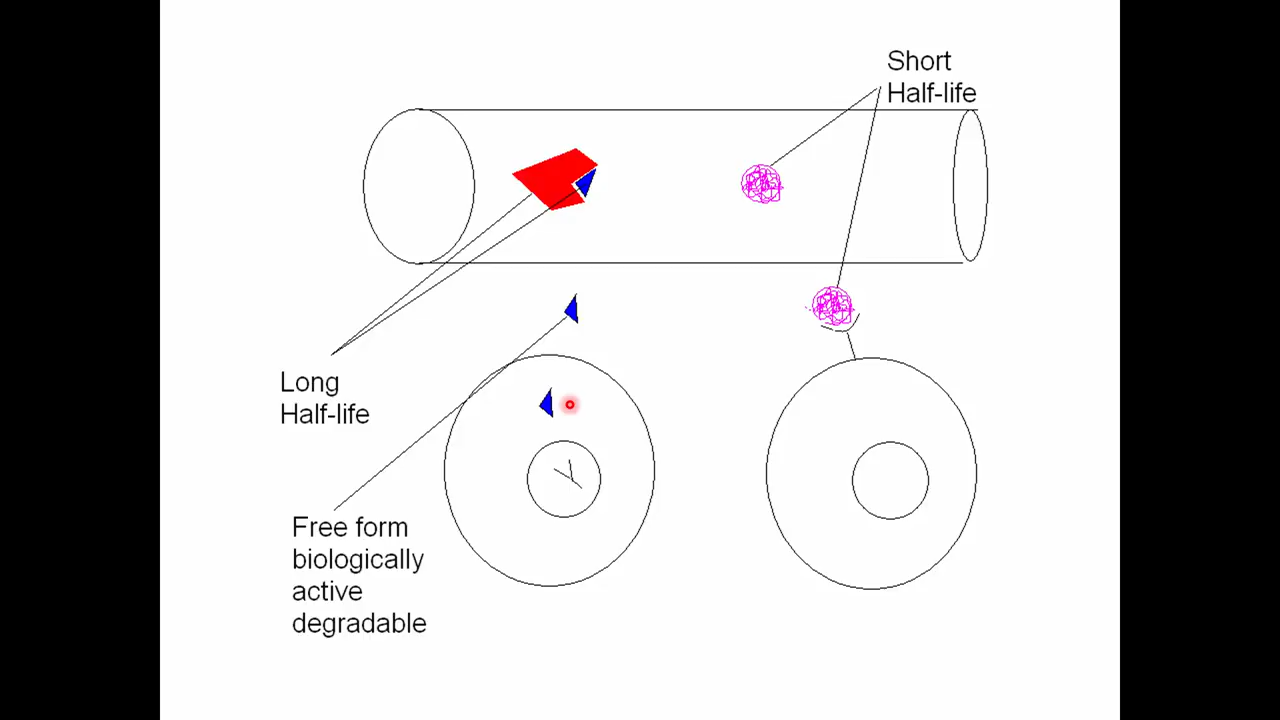 Short
Half-life
Long
Half-life
Free form
biologically
active
degradable